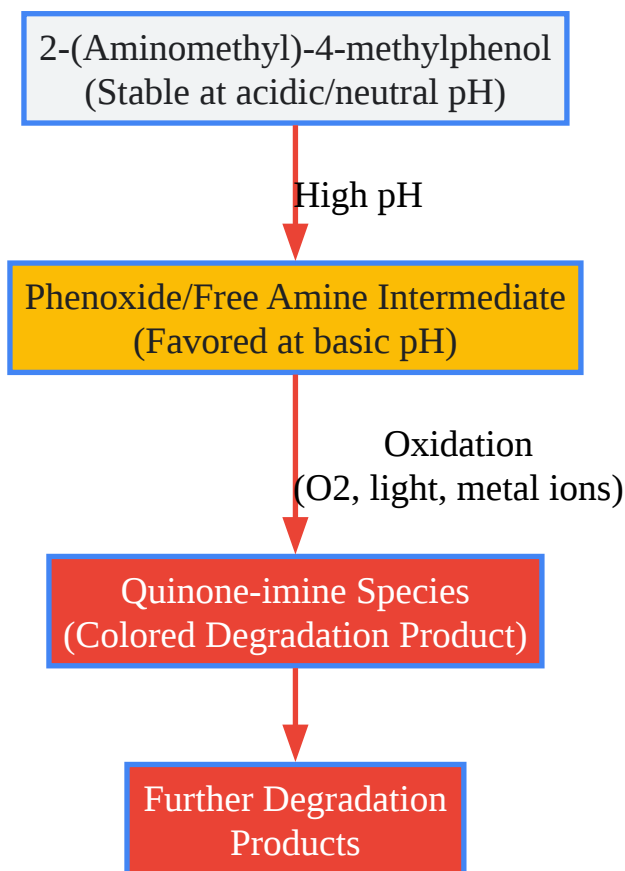 2-(Aminomethyl)-4-methylphenol
(Stable at acidic/neutral pH)
High pH
Phenoxide/Free Amine Intermediate
(Favored at basic pH)
Oxidation
(O2, light, metal ions)
Quinone-imine Species
(Colored Degradation Product)
Further Degradation
Products